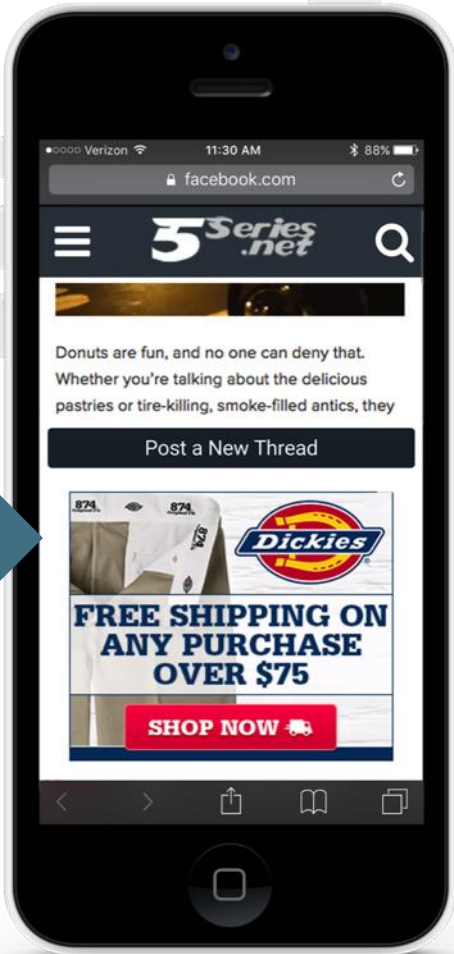 Verizon 11:30 AM 88%
facebook.com
5Series
.net
Donuts are fun, and no one can deny that.
Whether you're talking about the delicious
pastries or tire-killing, smoke-filled antics, they
Post a New Thread
874 874
874
Dickies
FREE SHIPPING ON
ANY PURCHASE
OVER $75
SHOP NOW